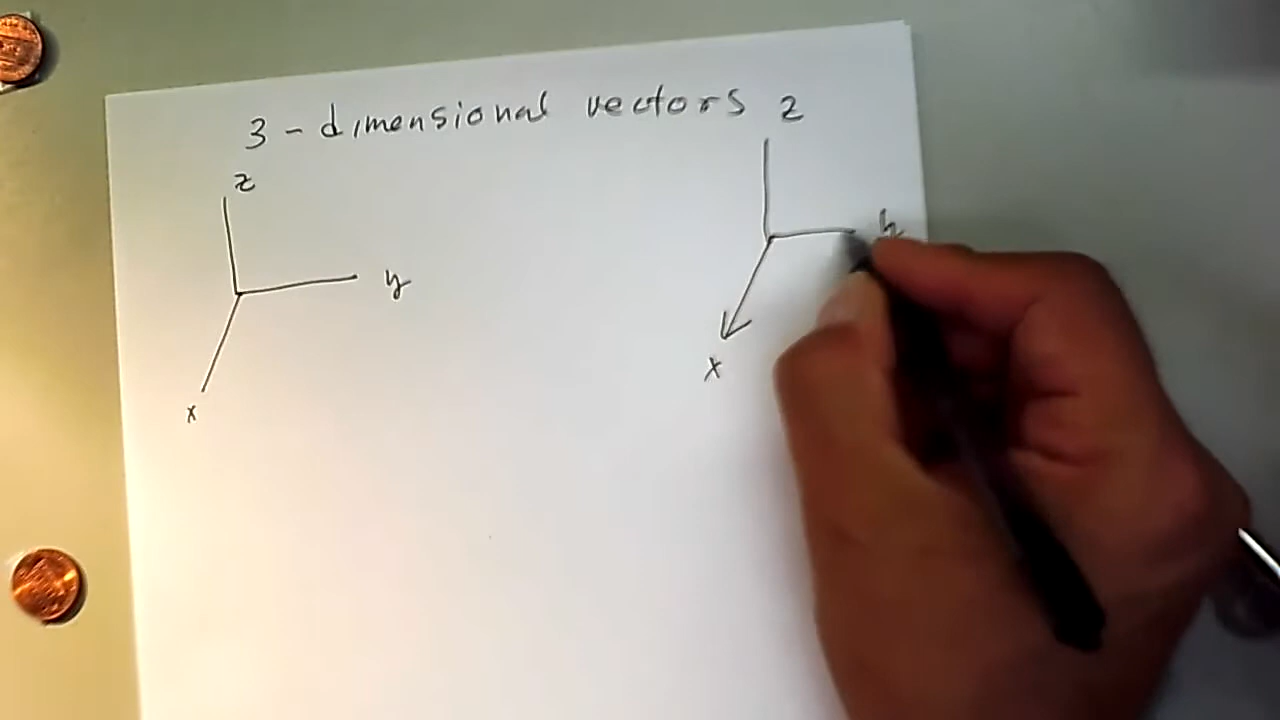 3 - dimensional vectors
z
z
y
x
x